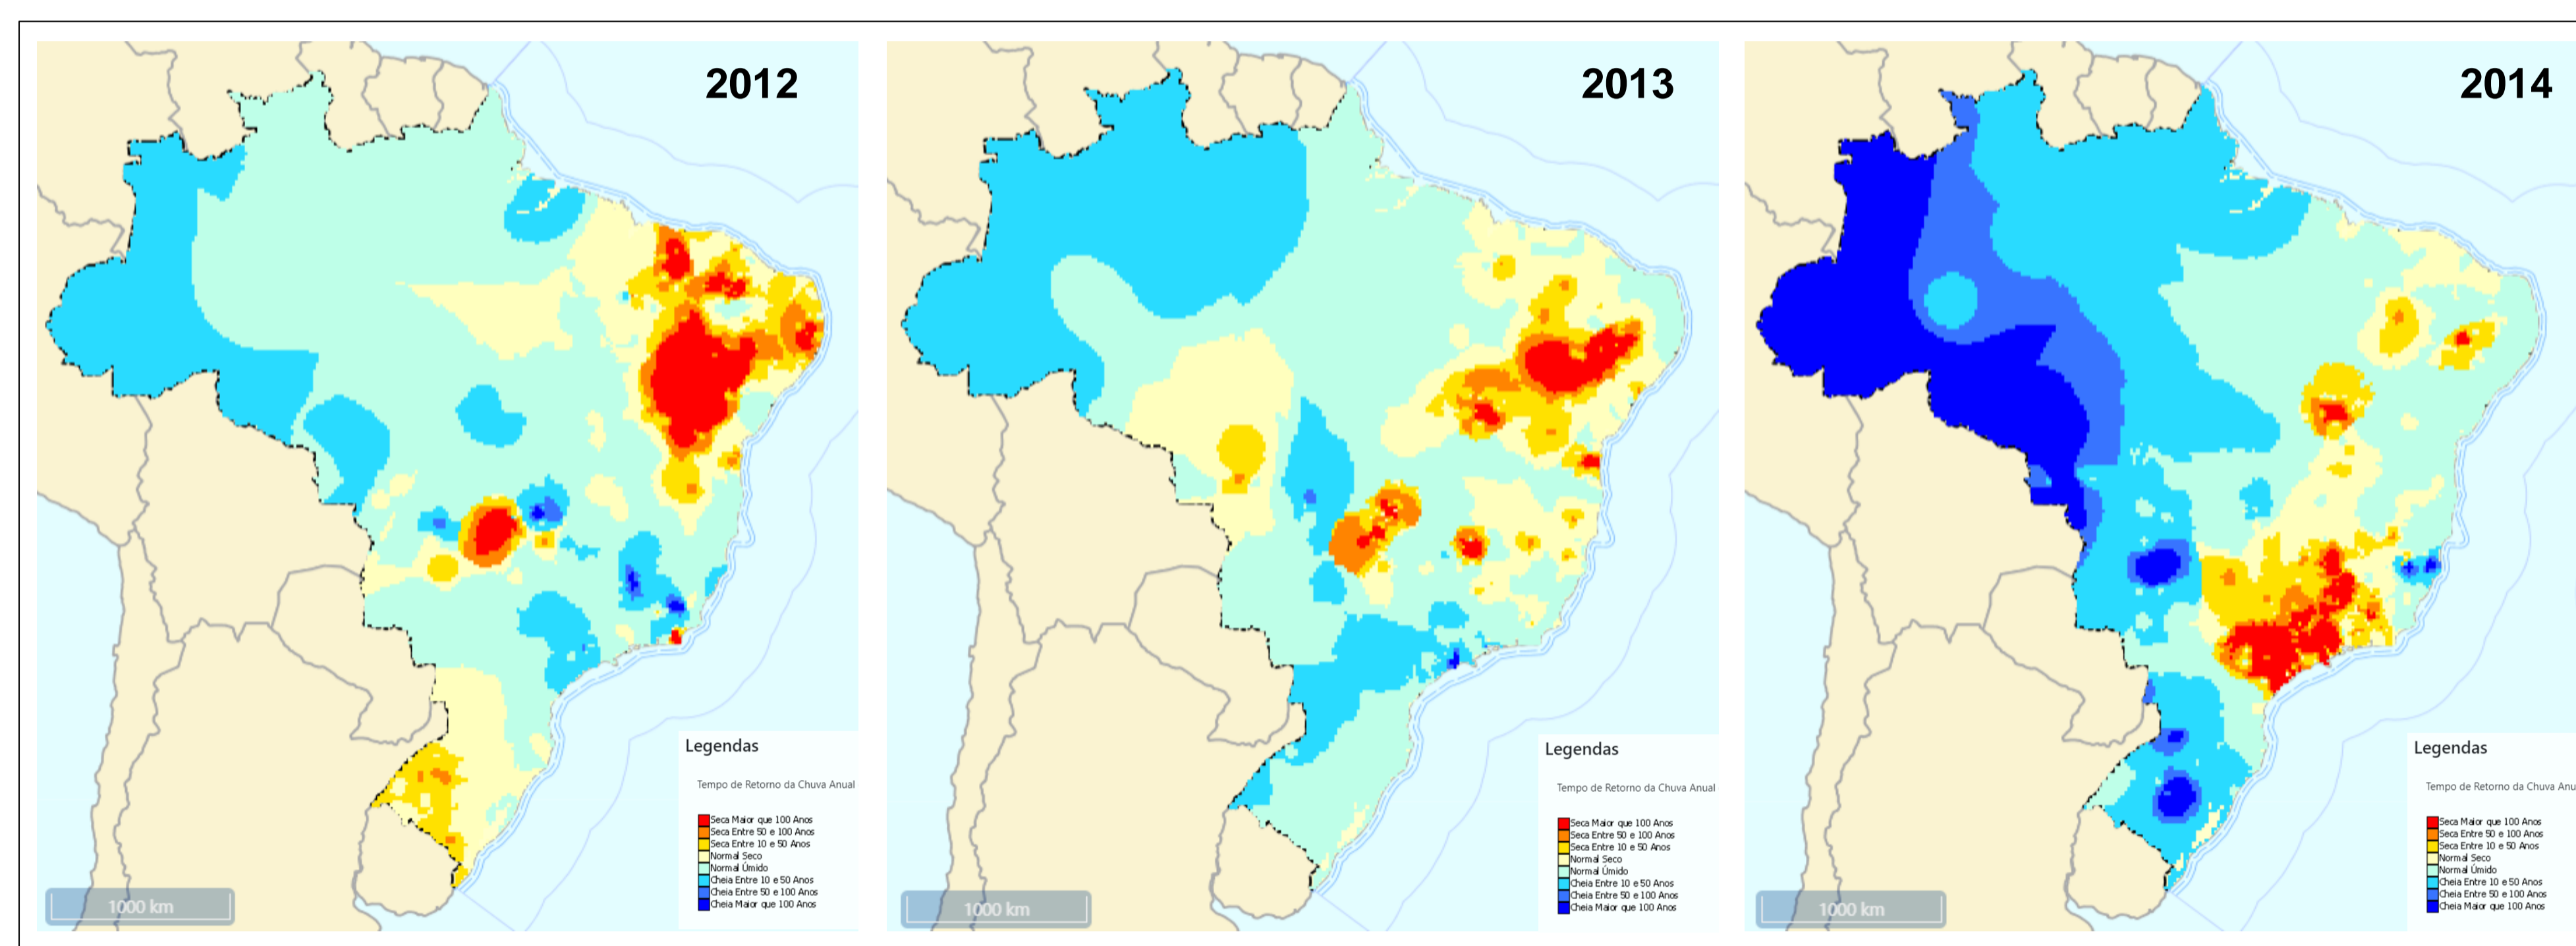 2012
Legendas
Tempo de Retorno da Chuva Anual
Seca Maior que 100 Anos
Seca Entre 50 e 100 Anos
Seca Entre 10 e 50 Anos
Normal Seco
Normal Úmido
Cheia Entre 10 e 50 Anos
Cheia Entre 50 e 100 Anos
Cheia Maior que 100 Anos
1000 km
2013
Legendas
Tempo de Retorno da Chuva Anual
Seca Maior que 100 Anos
Seca Entre 50 e 100 Anos
Seca Entre 10 e 50 Anos
Normal Seco
Normal Úmido
Cheia Entre 10 e 50 Anos
Cheia Entre 50 e 100 Anos
Cheia Maior que 100 Anos
1000 km
2014
Legendas
Tempo de Retorno da Chuva Anu
Seca Maior que 100 Anos
Seca Entre 50 e 100 Anos
Seca Entre 10 e 50 Anos
Normal Seco
Normal Úmido
Cheia Entre 10 e 50 Anos
Cheia Entre 50 e 100 Anos
Cheia Maior que 100 Anos
1000 km